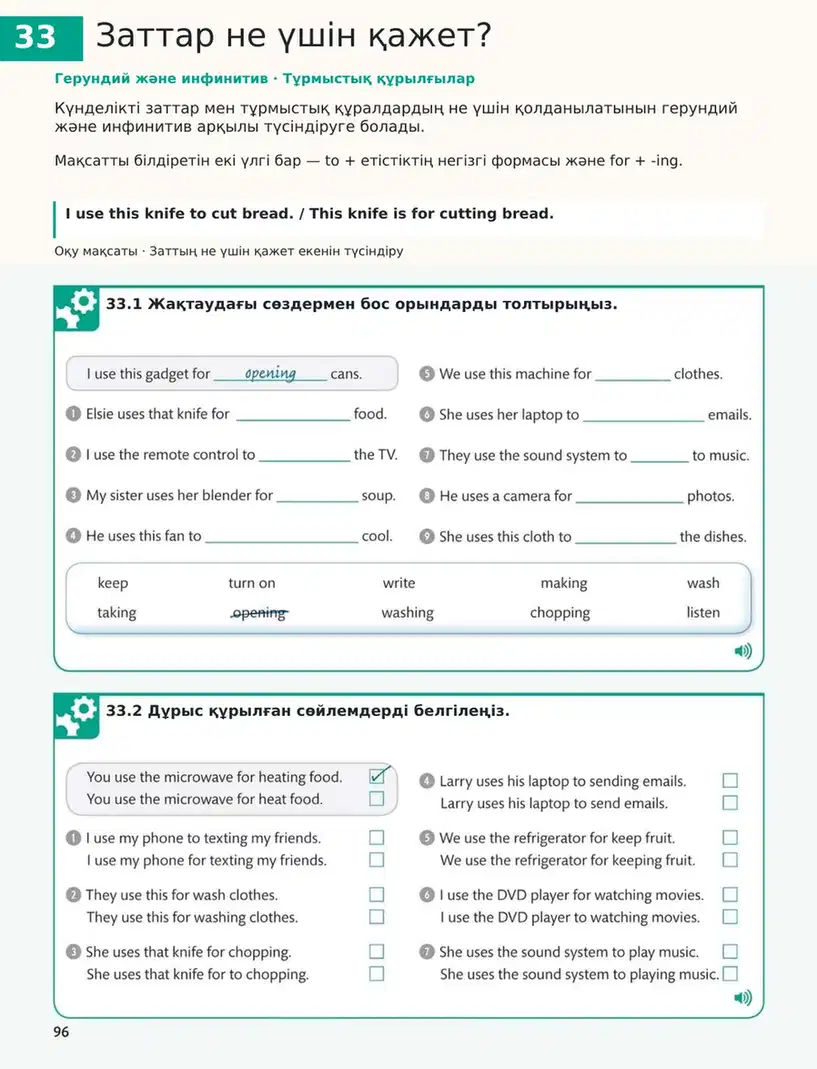 33
Заттар не үшін қажет?
Герундий және инфинитив · Тұрмыстық құрылғылар
Күнделікті заттар мен тұрмыстық құралдардың не үшін қолданылатынын герундий
және инфинитив арқылы түсіндіруге болады.
Мақсатты білдіретін екі үлгі бар — to + етістіктің негізгі формасы және for + -ing.
I use this knife to cut bread. / This knife is for cutting bread.
Оқу мақсаты · Заттың не үшін қажет екенін түсіндіру
33.1 Жақтаудағы сөздермен бос орындарды толтырыңыз.
I use this gadget for opening cans.
1 Elsie uses that knife for ____ food.
2 I use the remote control to ____ the TV.
3 My sister uses her blender for ____ soup.
4 He uses this fan to ____ cool.
5 We use this machine for ____ clothes.
6 She uses her laptop to ____ emails.
7 They use the sound system to ____ to music.
8 He uses a camera for ____ photos.
9 She uses this cloth to ____ the dishes.
keep turn on write making wash
taking opening washing chopping listen
33.2 Дұрыс құрылған сөйлемдерді белгілеңіз.
You use the microwave for heating food.
You use the microwave for heat food.
1 I use my phone to texting my friends.
I use my phone for texting my friends.
2 They use this for wash clothes.
They use this for washing clothes.
3 She uses that knife for chopping.
She uses that knife for to chopping.
4 Larry uses his laptop to sending emails.
Larry uses his laptop to send emails.
5 We use the refrigerator for keep fruit.
We use the refrigerator for keeping fruit.
6 I use the DVD player for watching movies.
I use the DVD player to watching movies.
7 She uses the sound system to play music.
She uses the sound system to playing music.
96